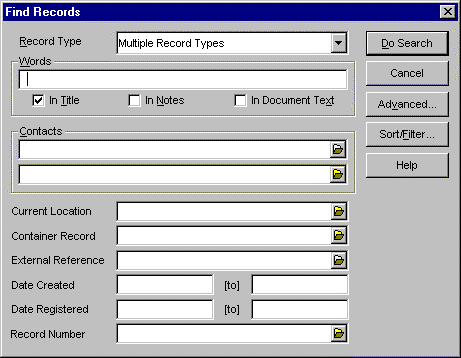 Find Records
Record Type Multiple Record Types Do Search
Words
Cancel
In Title In Notes In Document Text
Advanced...
Contacts
Sort/Filter...
Help
Current Location
Container Record
External Reference
Date Created [to]
Date Registered [to]
Record Number